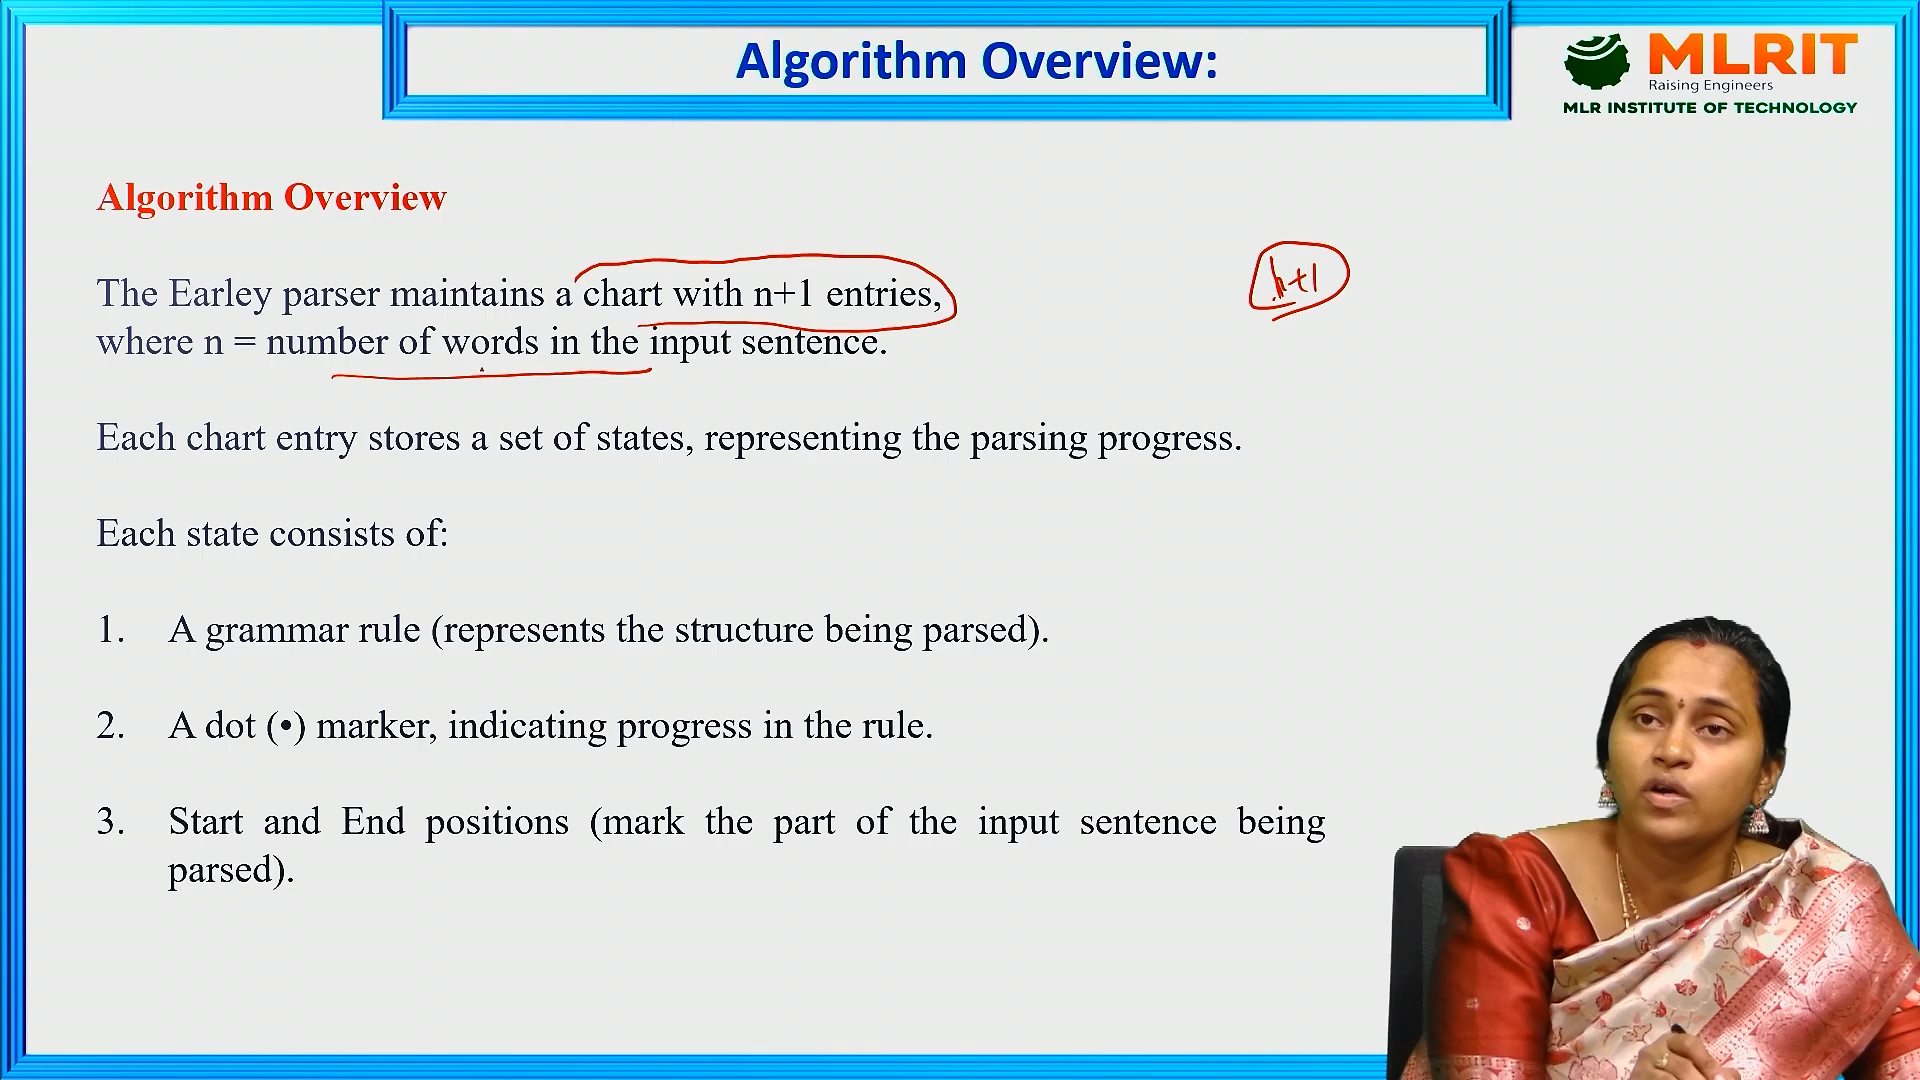 Algorithm Overview:
MLRIT
Raising Engineers
MLR INSTITUTE OF TECHNOLOGY
Algorithm Overview
The Earley parser maintains a chart with n+1 entries,
n+1
where n = number of words in the input sentence.
Each chart entry stores a set of states, representing the parsing progress.
Each state consists of:
1. A grammar rule (represents the structure being parsed).
2. A dot (•) marker, indicating progress in the rule.
3. Start and End positions (mark the part of the input sentence being
parsed).